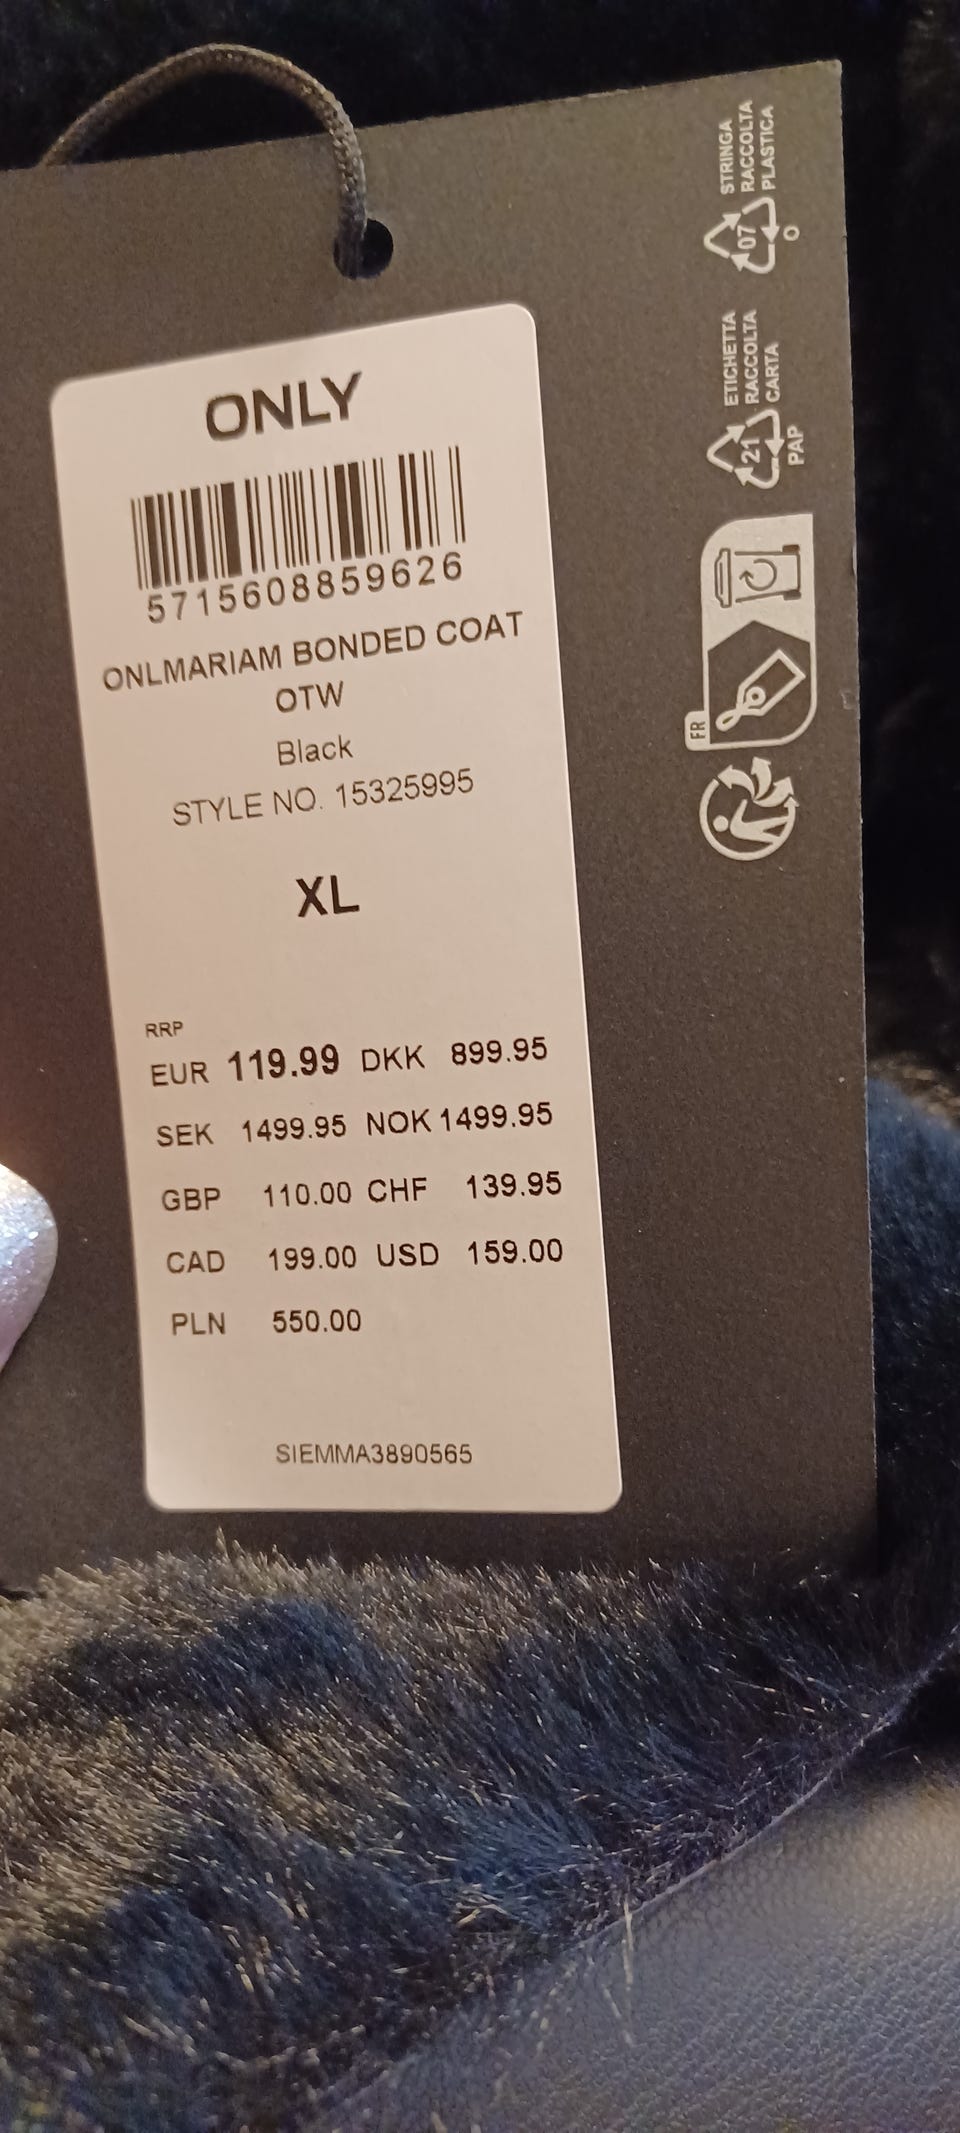 ONLY
5715608859626
ONLMARIAM BONDED COAT
OTW
Black
STYLE NO. 15325995
XL
RRP
EUR 119.99 DKK 899.95
SEK 1499.95 NOK 1499.95
GBP 110.00 CHF 139.95
CAD 199.00 USD 159.00
PLN 550.00
SIEMMA3890565
07
O
STRINGA
RACCOLTA
PLASTICA
21
PAP
ETICHETTA
RACCOLTA
CARTA
FR